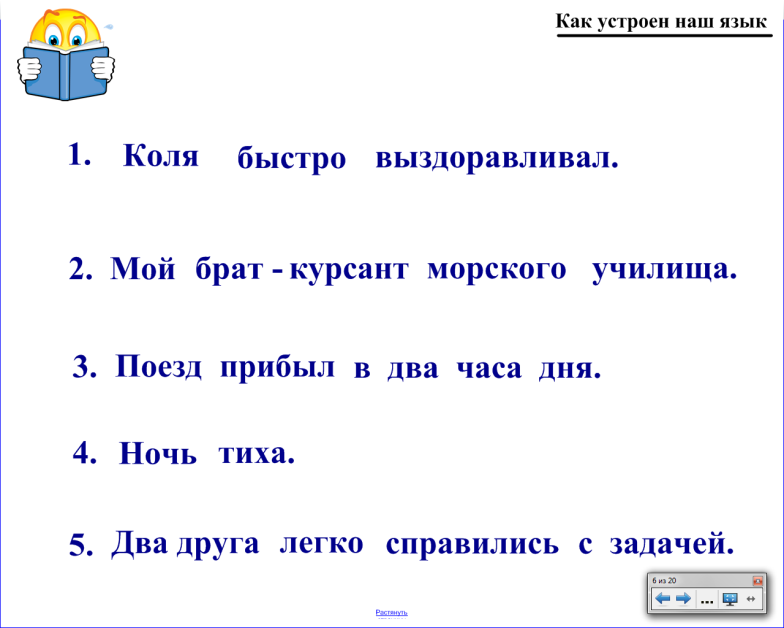 Как устроен наш язык
1. Коля быстро выздоравливал.
2. Мой брат - курсант морского училища.
3. Поезд прибыл в два часа дня.
4. Ночь тиха.
5. Два друга легко справились с задачей.
6 из 20
Растянуть